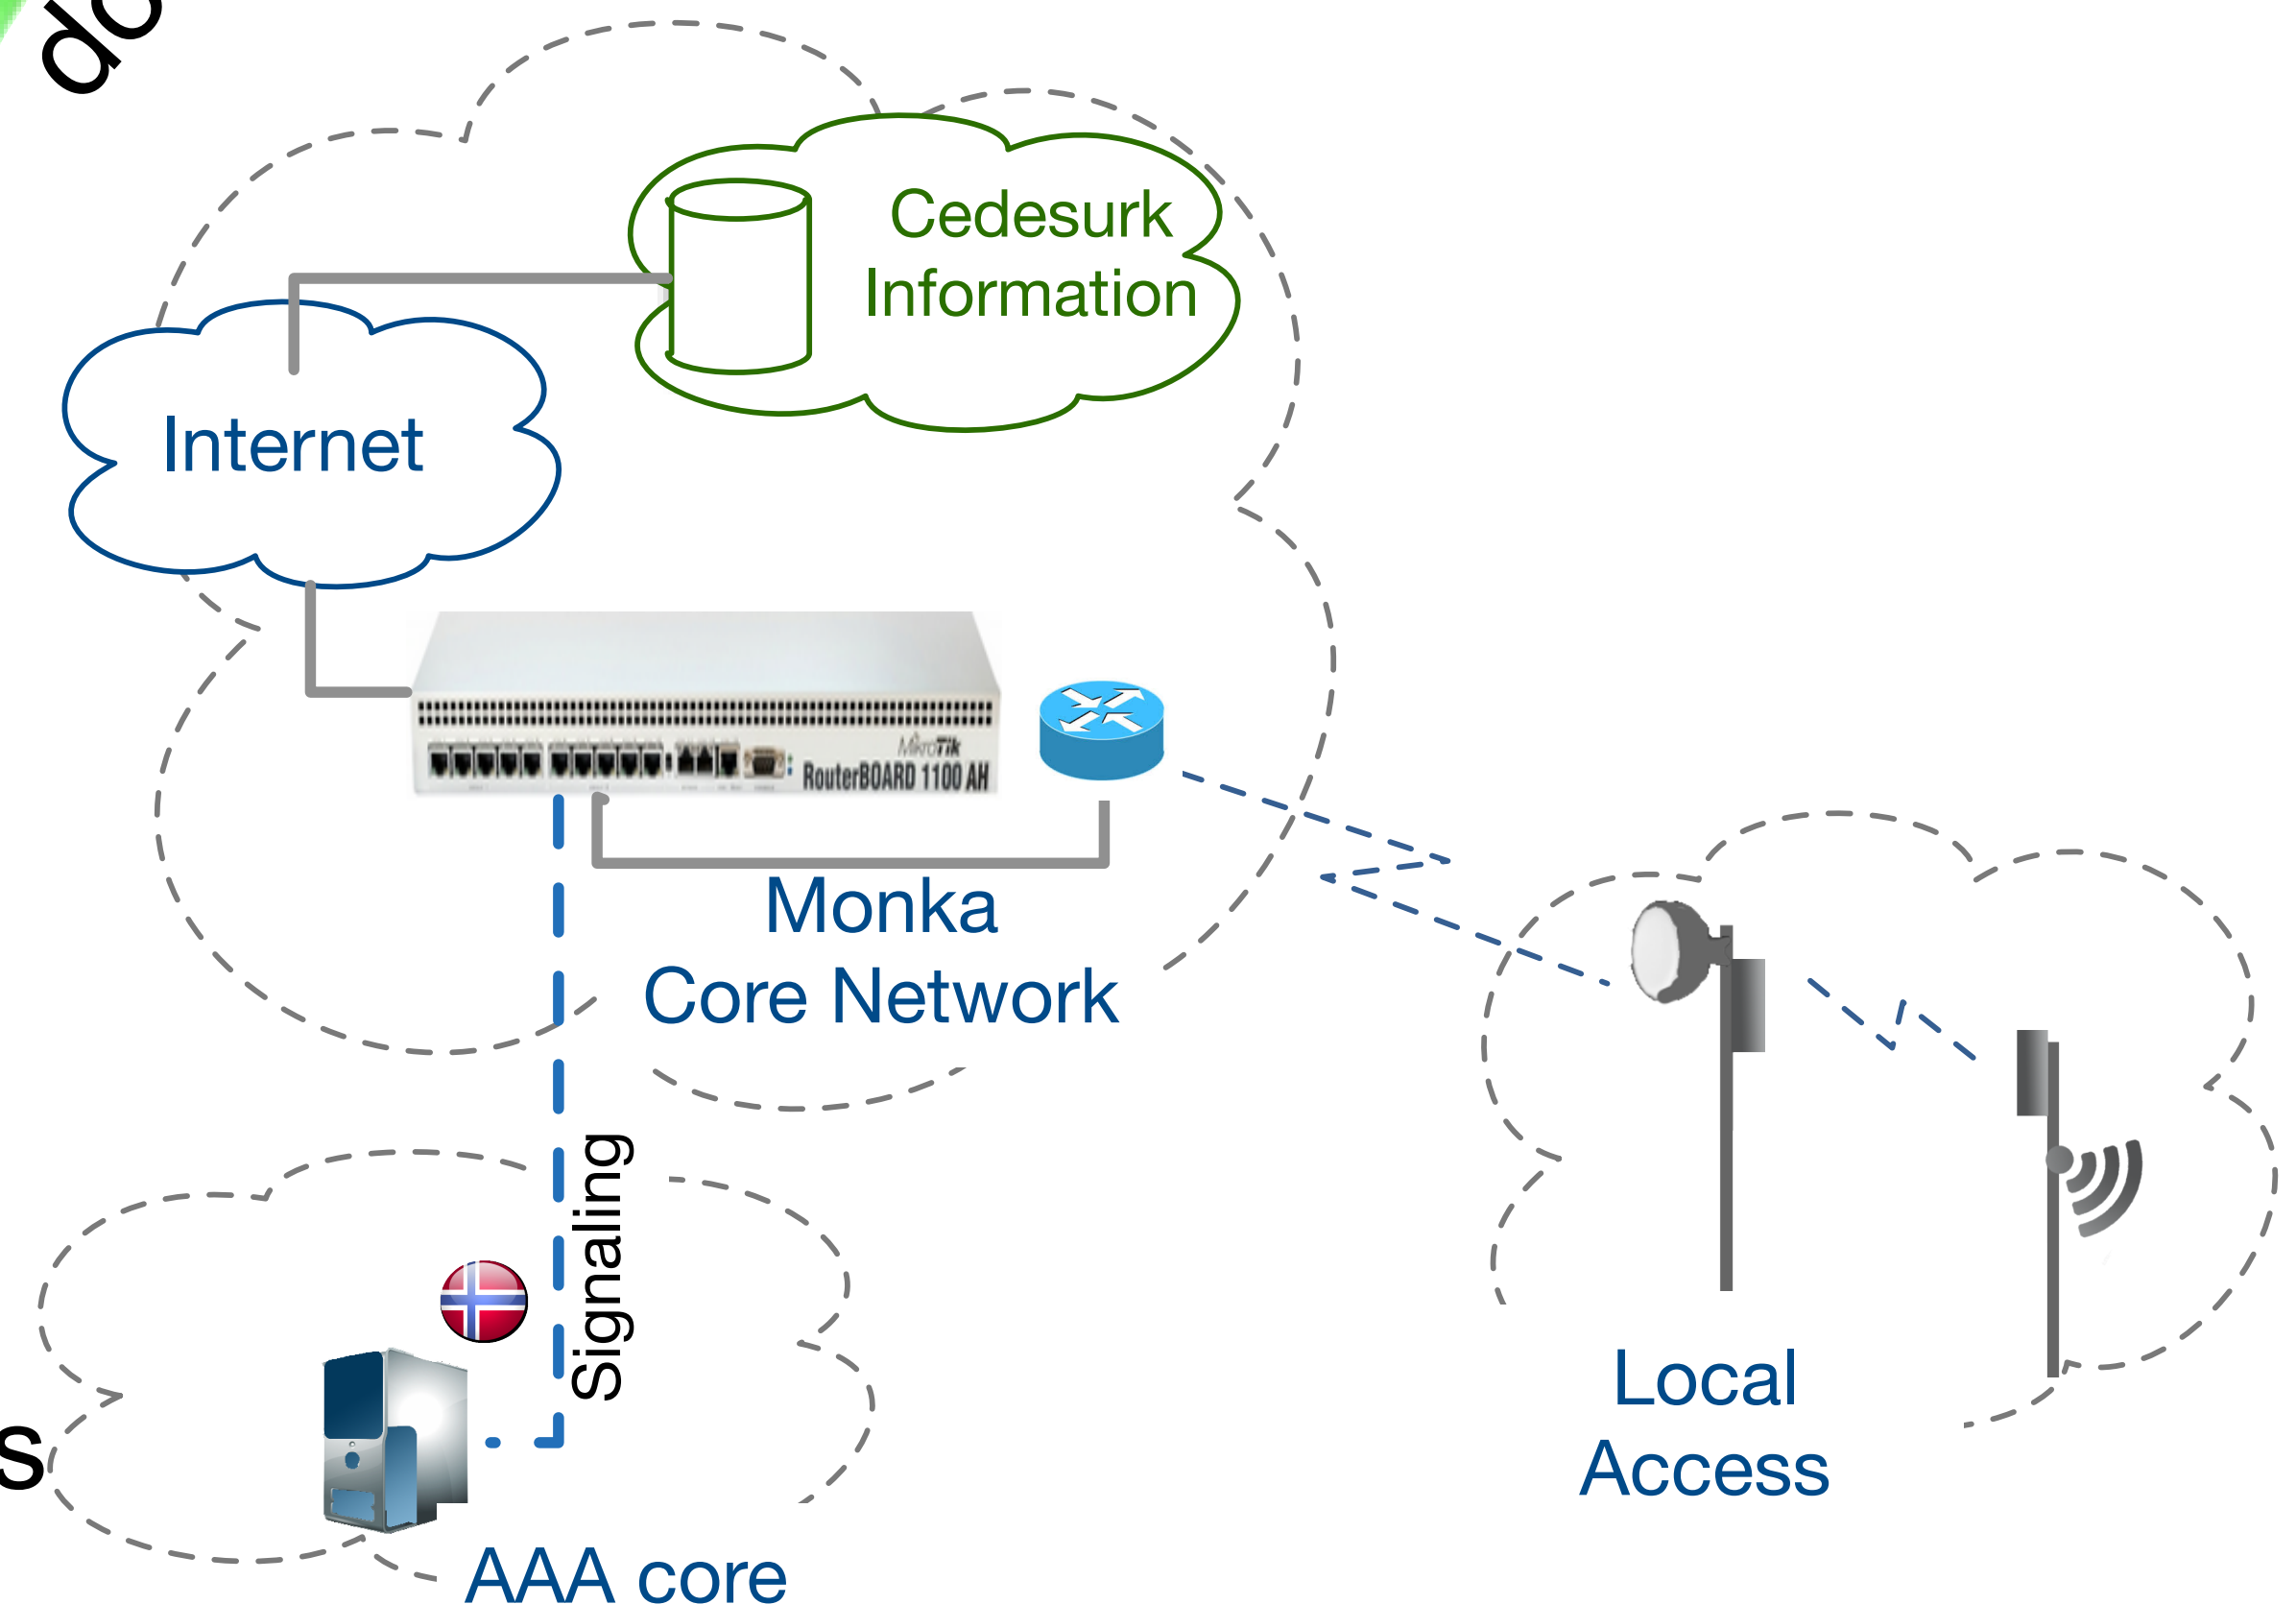 Cedesurk
Information
Internet
MikroTik
RouterBOARD 1100 AH
Monka
Core Network
Signaling
Local
Access
AAA core